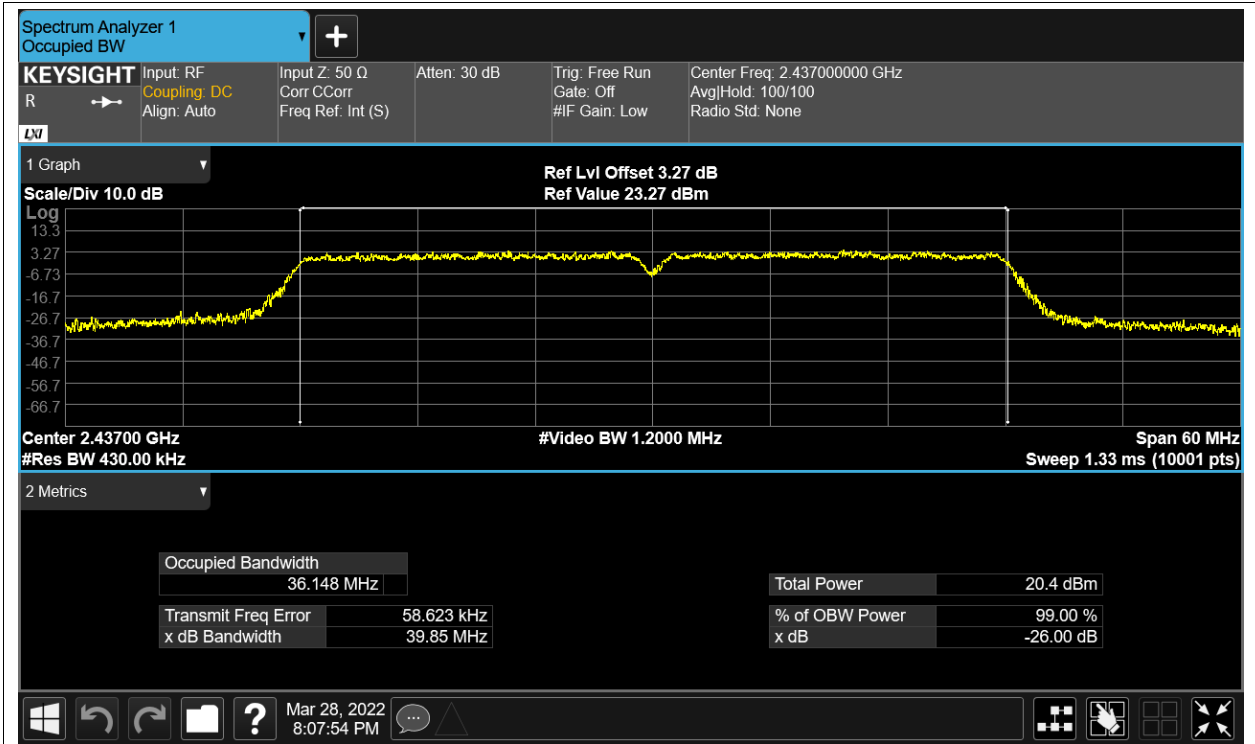 Spectrum Analyzer 1
Occupied BW
KEYSIGHT Input: RF Input Z: 50 Ω Atten: 30 dB Trig: Free Run Center Freq: 2.437000000 GHz
R Coupling: DC Corr CCorr Gate: Off Avg|Hold: 100/100
Align: Auto Freq Ref: Int (S) #IF Gain: Low Radio Std: None
LXI
1 Graph
Ref Lvl Offset 3.27 dB
Scale/Div 10.0 dB Ref Value 23.27 dBm
Log
13.3
3.27
-6.73
-16.7
-26.7
-36.7
-46.7
-56.7
-66.7
Center 2.43700 GHz #Video BW 1.2000 MHz Span 60 MHz
#Res BW 430.00 kHz Sweep 1.33 ms (10001 pts)
2 Metrics
Occupied Bandwidth
36.148 MHz Total Power 20.4 dBm
Transmit Freq Error 58.623 kHz % of OBW Power 99.00 %
x dB Bandwidth 39.85 MHz x dB -26.00 dB
Mar 28, 2022
8:07:54 PM